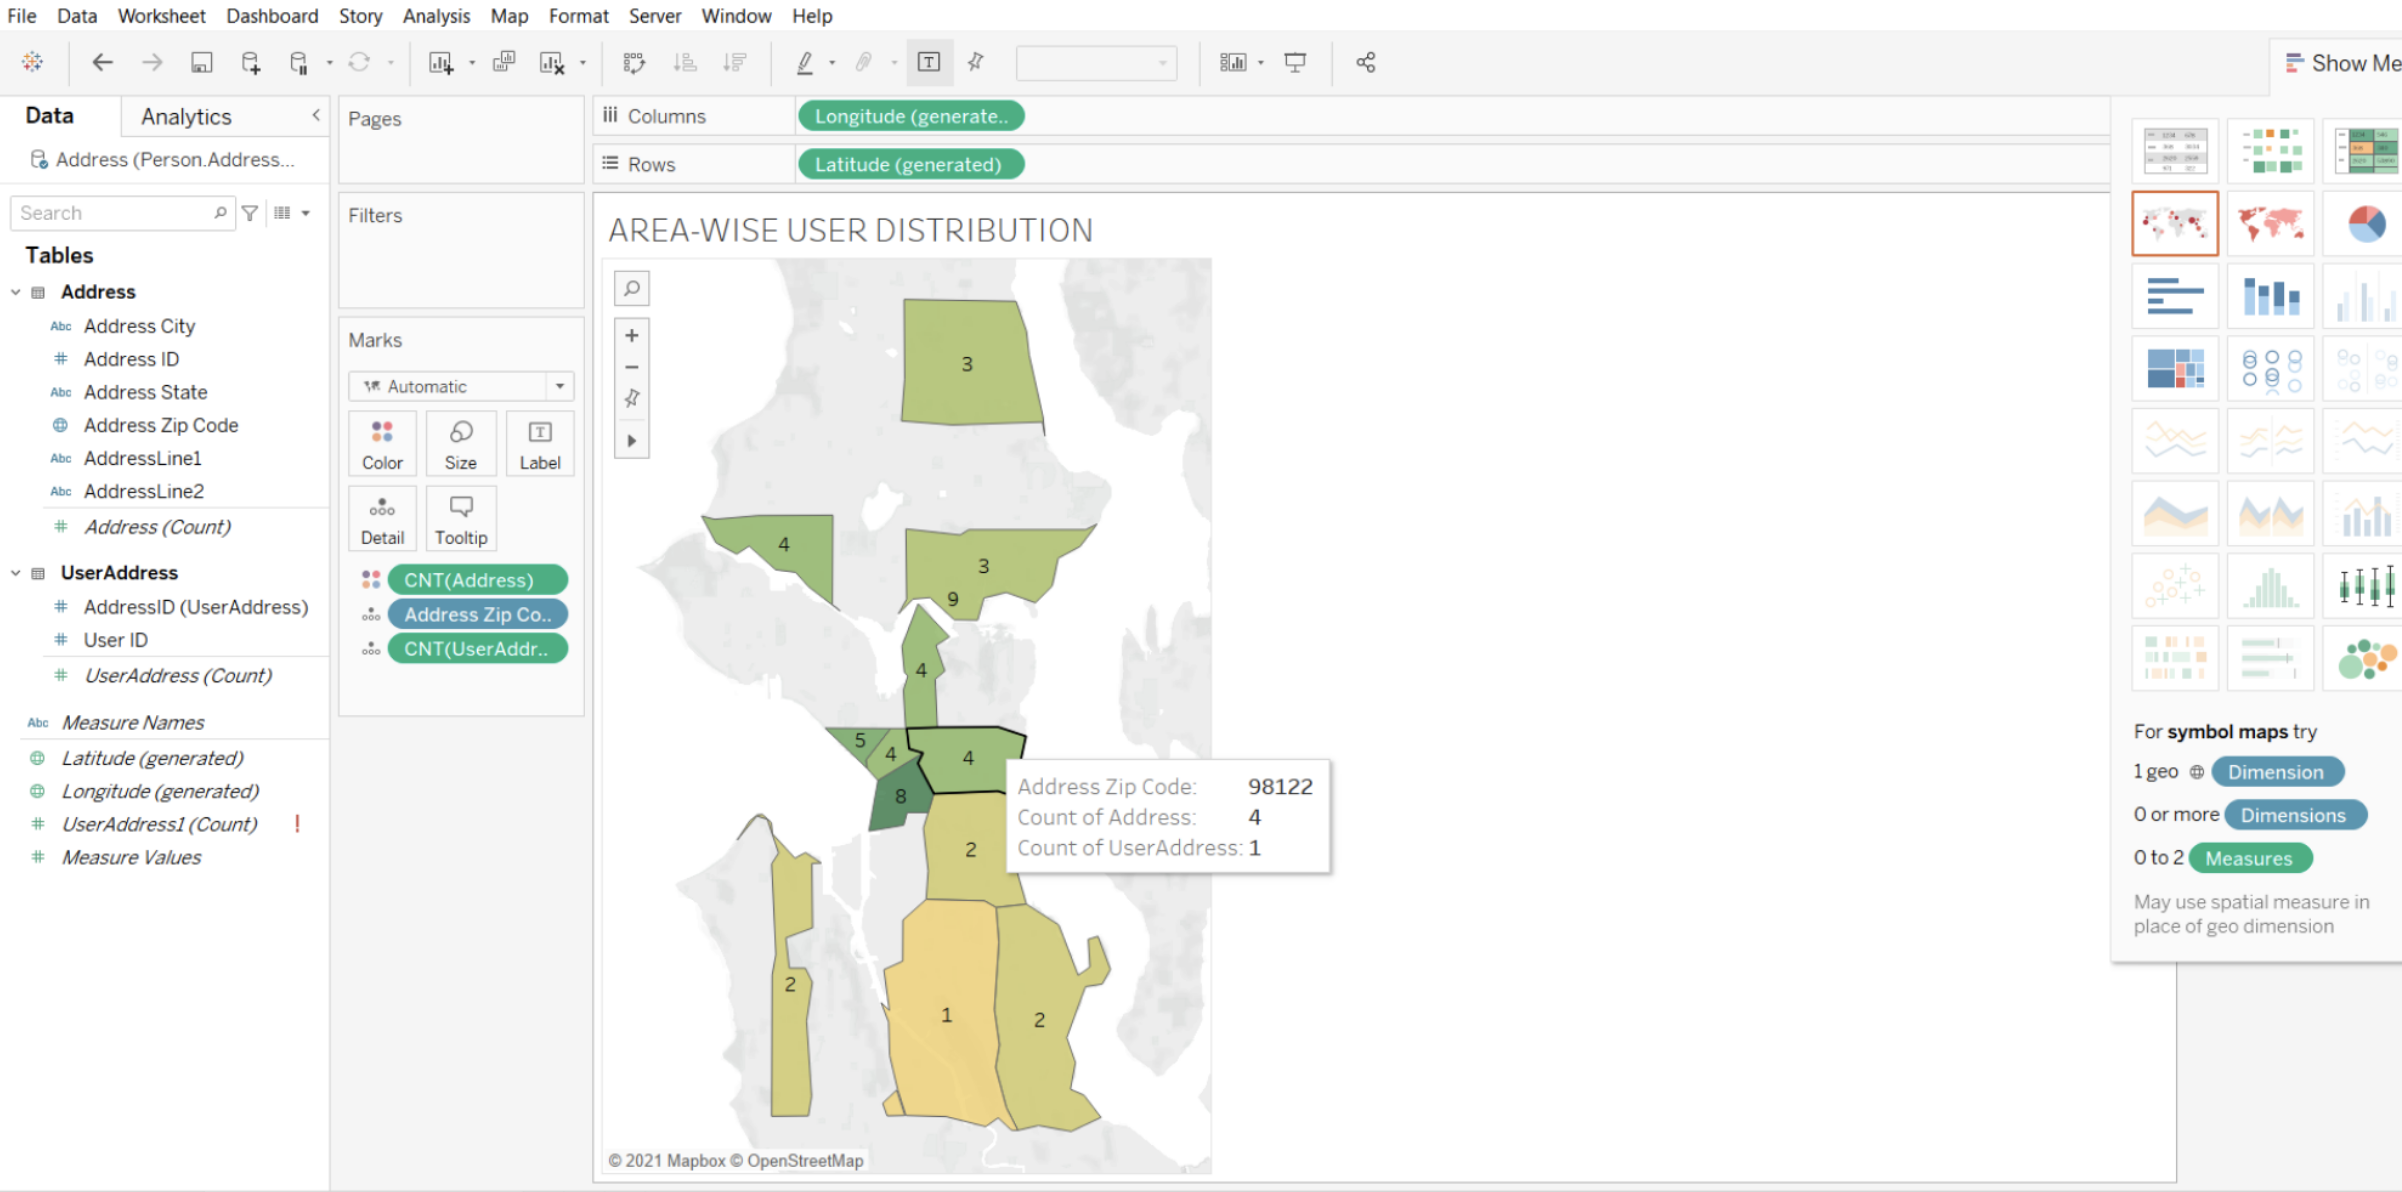 File Data Worksheet Dashboard Story Analysis Map Format Server Window Help
Show Me
Data Analytics
Address (Person.Address...
Search
Tables
Address
Abc Address City
# Address ID
Abc Address State
Address Zip Code
Abc AddressLine1
Abc AddressLine2
# Address (Count)
UserAddress
# AddressID (UserAddress)
# User ID
# UserAddress (Count)
Abc Measure Names
Latitude (generated)
Longitude (generated)
# UserAddress1 (Count) !
# Measure Values
Pages
Filters
Marks
Automatic
Color Size Label
Detail Tooltip
CNT(Address)
Address Zip Co..
CNT(UserAddr..
Columns Longitude (generate..
Rows Latitude (generated)
AREA-WISE USER DISTRIBUTION
3
4
3
9
4
5
4
4
8
2
2
1
2
Address Zip Code: 98122
Count of Address: 4
Count of UserAddress: 1
© 2021 Mapbox © OpenStreetMap
For symbol maps try
1 geo Dimension
0 or more Dimensions
0 to 2 Measures
May use spatial measure in
place of geo dimension